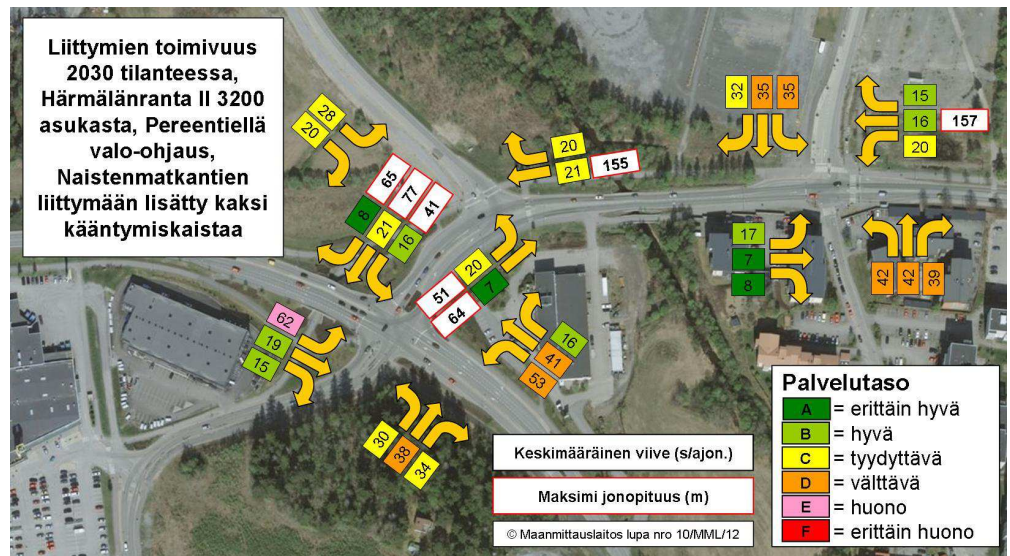 Liittymien toimivuus
2030 tilanteessa,
Härmälänranta II 3200
asukasta, Pereentiellä
valo-ohjaus,
Naistenmatkantien
liittymään lisätty kaksi
kääntymiskaistaa
28
20
65
77
41
8
21
16
20
21
155
32
35
35
15
16
157
20
17
7
8
42
42
39
51
20
64
7
62
19
15
16
41
53
30
38
34
Keskimääräinen viive (s/ajon.)
Maksimi jonopituus (m)
© Maanmittauslaitos lupa nro 10/MML/12
Palvelutaso
A = erittäin hyvä
B = hyvä
C = tyydyttävä
D = välttävä
E = huono
F = erittäin huono